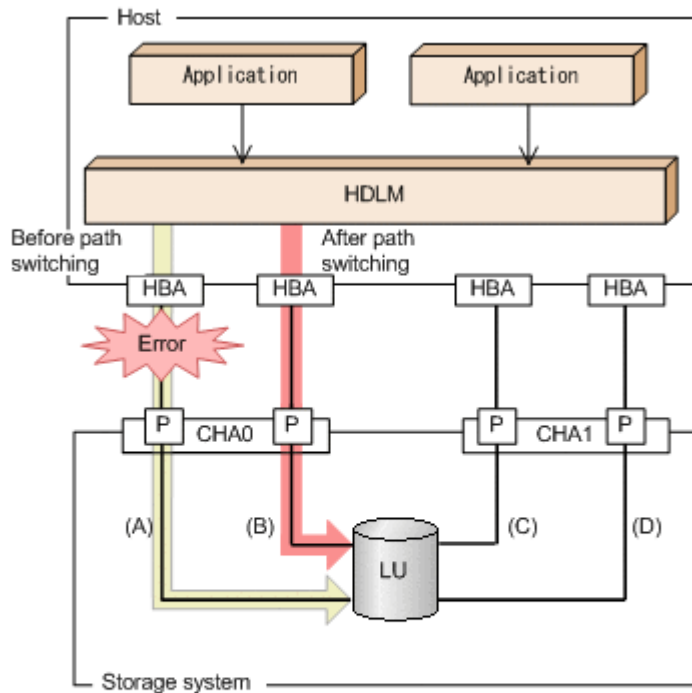 Host
Application
Application
HDLM
Before path
switching
After path
switching
HBA
HBA
HBA
HBA
Error
P
CHA0
P
P
CHA1
P
(A)
(B)
(C)
(D)
LU
Storage system